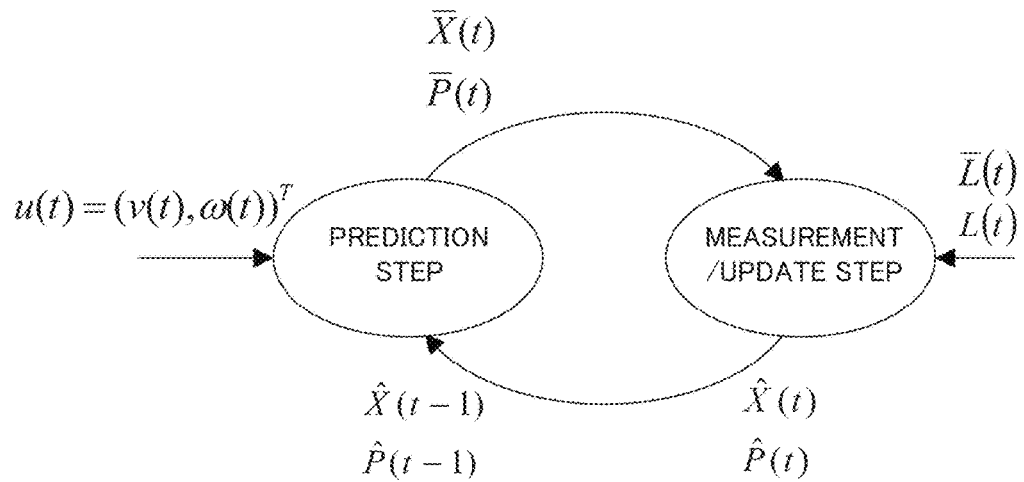 X̅(t)
P̅(t)
u(t) = (v(t), ω(t))ᵀ
L̅(t)
L(t)
PREDICTION
STEP
MEASUREMENT
/UPDATE STEP
X̂(t − 1)
P̂(t − 1)
X̂(t)
P̂(t)